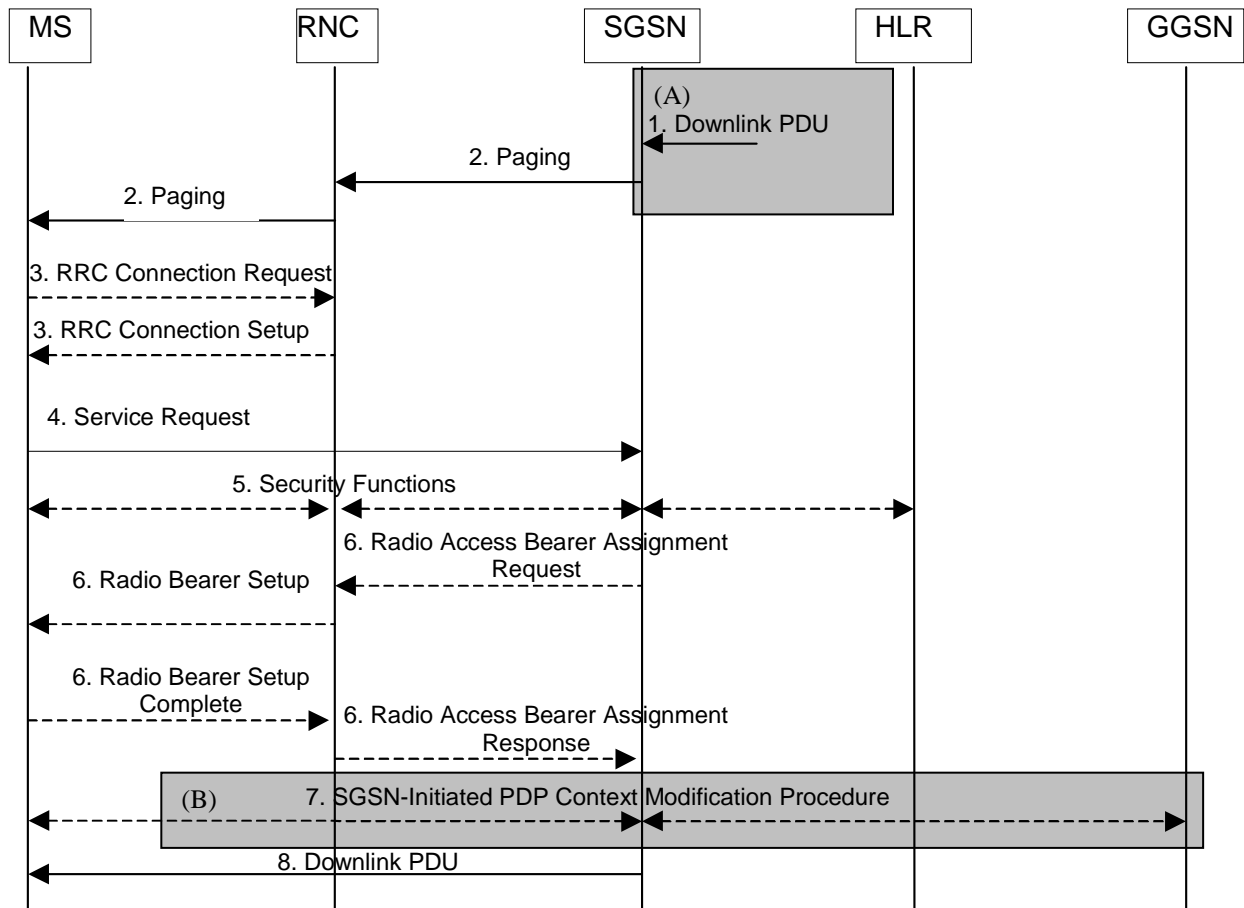 MS
RNC
SGSN
HLR
GGSN
(A)
1. Downlink PDU
2. Paging
2. Paging
3. RRC Connection Request
3. RRC Connection Setup
4. Service Request
5. Security Functions
6. Radio Access Bearer Assignment
Request
6. Radio Bearer Setup
6. Radio Bearer Setup
Complete
6. Radio Access Bearer Assignment
Response
(B)
7. SGSN-Initiated PDP Context Modification Procedure
8. Downlink PDU